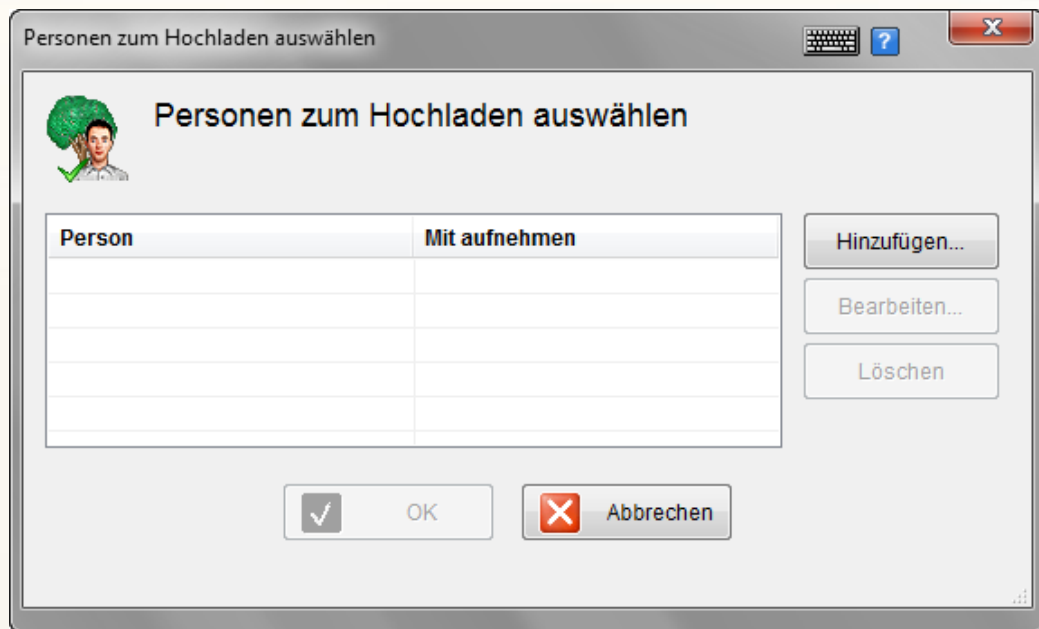 Personen zum Hochladen auswählen
?
X
Personen zum Hochladen auswählen
Person Mit aufnehmen
Hinzufügen...
Bearbeiten...
Löschen
OK Abbrechen